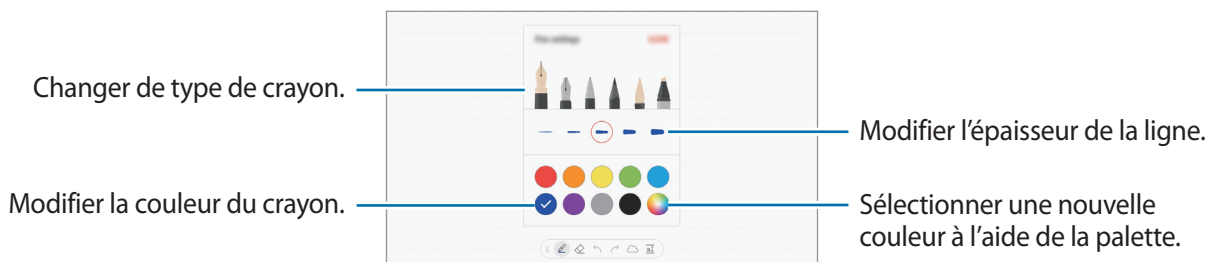 Changer de type de crayon.
Modifier l'épaisseur de la ligne.
Modifier la couleur du crayon.
Sélectionner une nouvelle
couleur à l'aide de la palette.